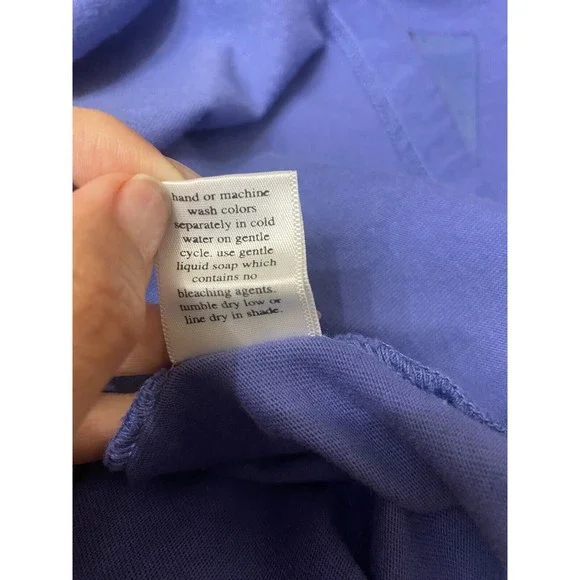 hand or machine
wash colors
separately in cold
water on gentle
cycle. use gentle
liquid soap which
contains no
bleaching agents.
tumble dry low or
line dry in shade.